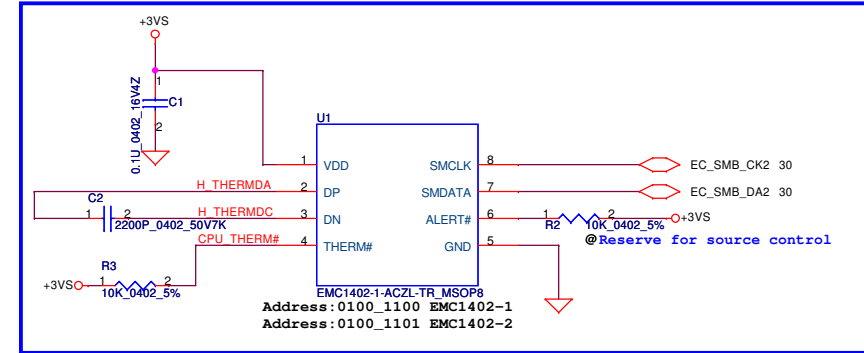 +3VS
1
C1
0.1U_0402_16V4Z
2
U1
1 VDD
SMCLK 8
EC_SMB_CK2 30
H_THERMDA
2 DP
SMDATA 7
EC_SMB_DA2 30
C2
1 2
H_THERMDC
3 DN
ALERT# 6
1 2
+3VS
2200P_0402_50V7K
R2
10K_0402_5%
CPU_THERM#
4 THERM#
GND 5
@Reserve for source control
R3
+3VS
1 2
10K_0402_5%
EMC1402-1-ACZL-TR_MSOP8
Address:0100_1100 EMC1402-1
Address:0100_1101 EMC1402-2